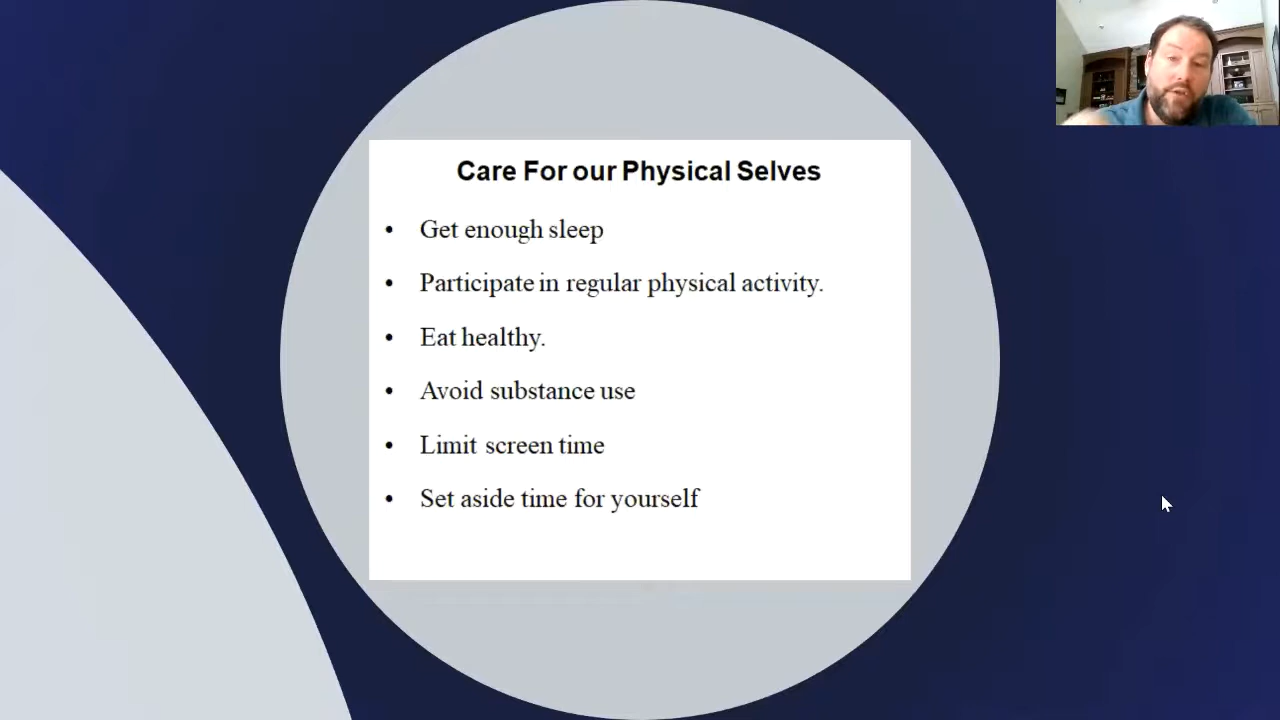 Care For our Physical Selves
• Get enough sleep
• Participate in regular physical activity.
• Eat healthy.
• Avoid substance use
• Limit screen time
• Set aside time for yourself